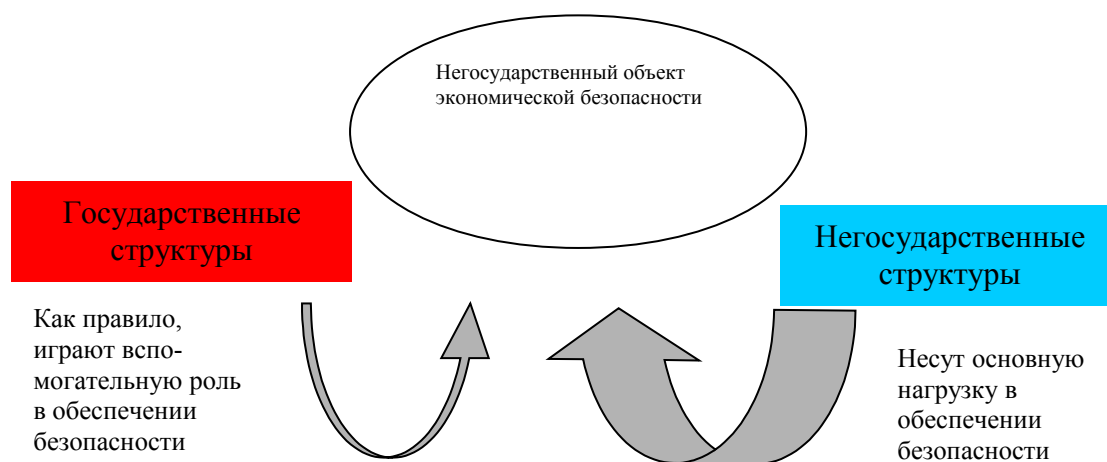 Негосударственный объект
экономической безопасности
Государственные
структуры
Негосударственные
структуры
Как правило,
играют вспо-
могательную роль
в обеспечении
безопасности
Несут основную
нагрузку в
обеспечении
безопасности